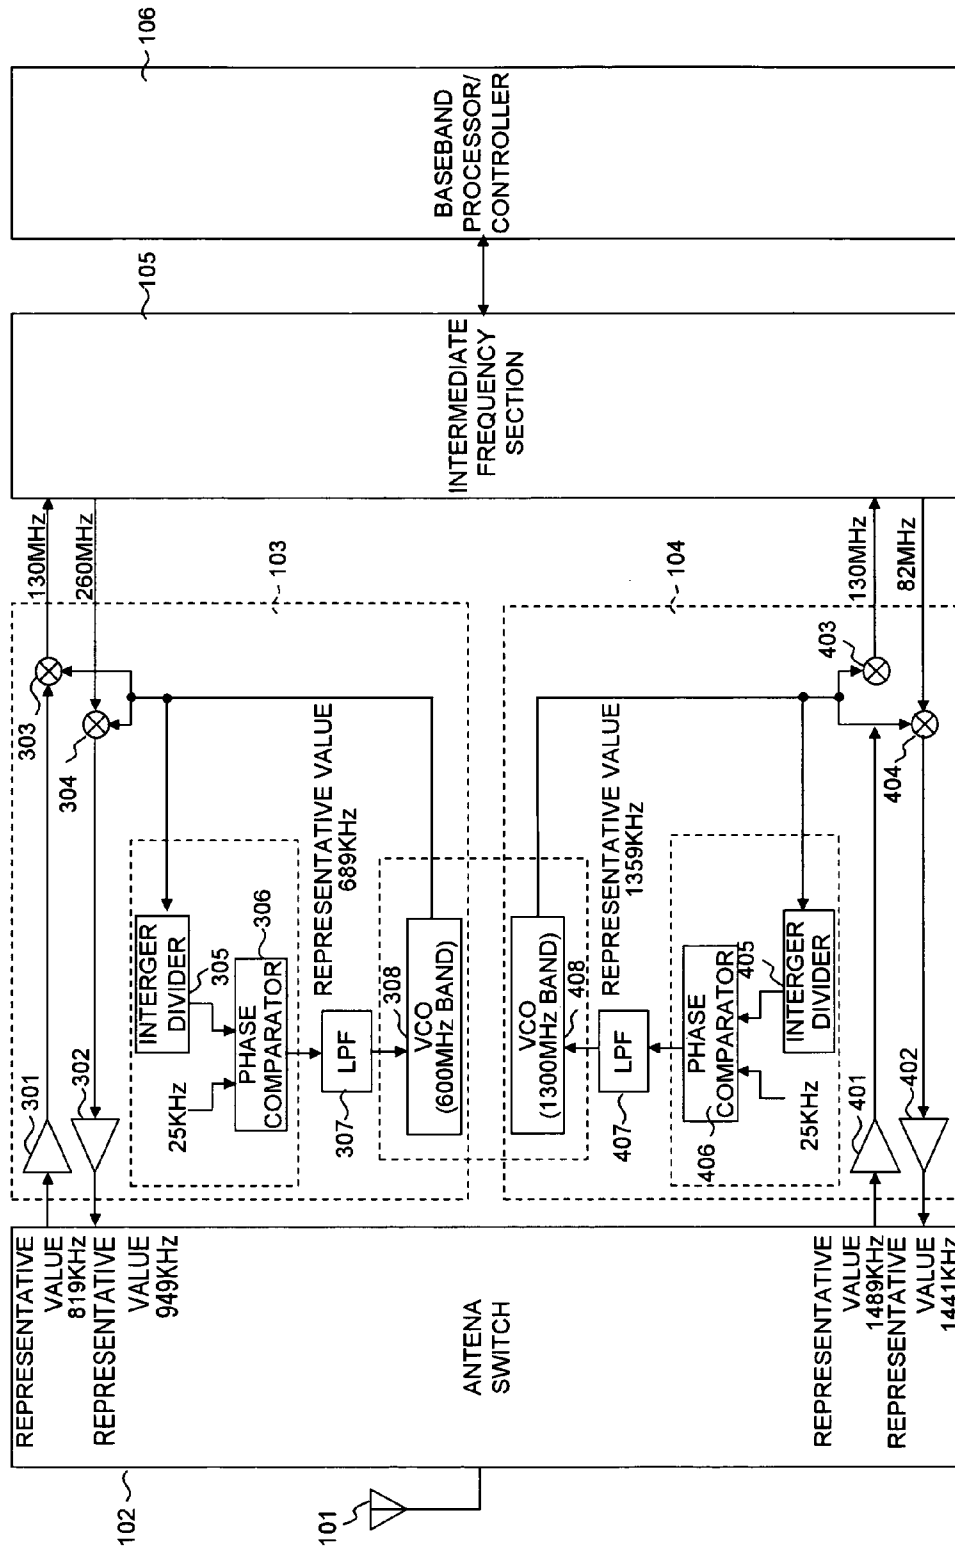 101
102
ANTENA
SWITCH
REPRESENTATIVE
VALUE
819KHz
REPRESENTATIVE
VALUE
949KHz
REPRESENTATIVE
VALUE
1489KHz
REPRESENTATIVE
VALUE
1441KHz
301
302
25KHz
INTERGER
DIVIDER
305
PHASE
COMPARATOR
306
307
LPF
REPRESENTATIVE VALUE
689KHz
308
VCO
(600MHz BAND)
303
304
103
130MHz
260MHz
VCO
(1300MHz BAND)
408
REPRESENTATIVE VALUE
1359KHz
407
LPF
PHASE
COMPARATOR
406
405
INTERGER
DIVIDER
25KHz
401
402
403
404
104
130MHz
82MHz
INTERMEDIATE
FREQUENCY
SECTION
105
BASEBAND
PROCESSOR/
CONTROLLER
106